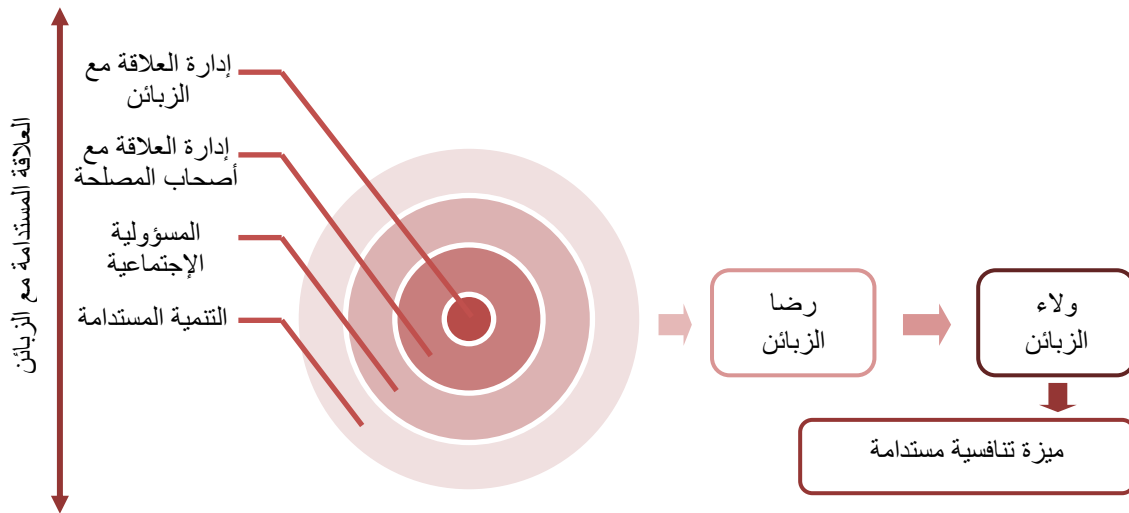 العلاقة المستدامة مع الزبائن
إدارة العلاقة مع
الزبائن
إدارة العلاقة مع
أصحاب المصلحة
المسؤولية
الإجتماعية
التنمية المستدامة
رضا
الزبائن
ولاء
الزبائن
ميزة تنافسية مستدامة